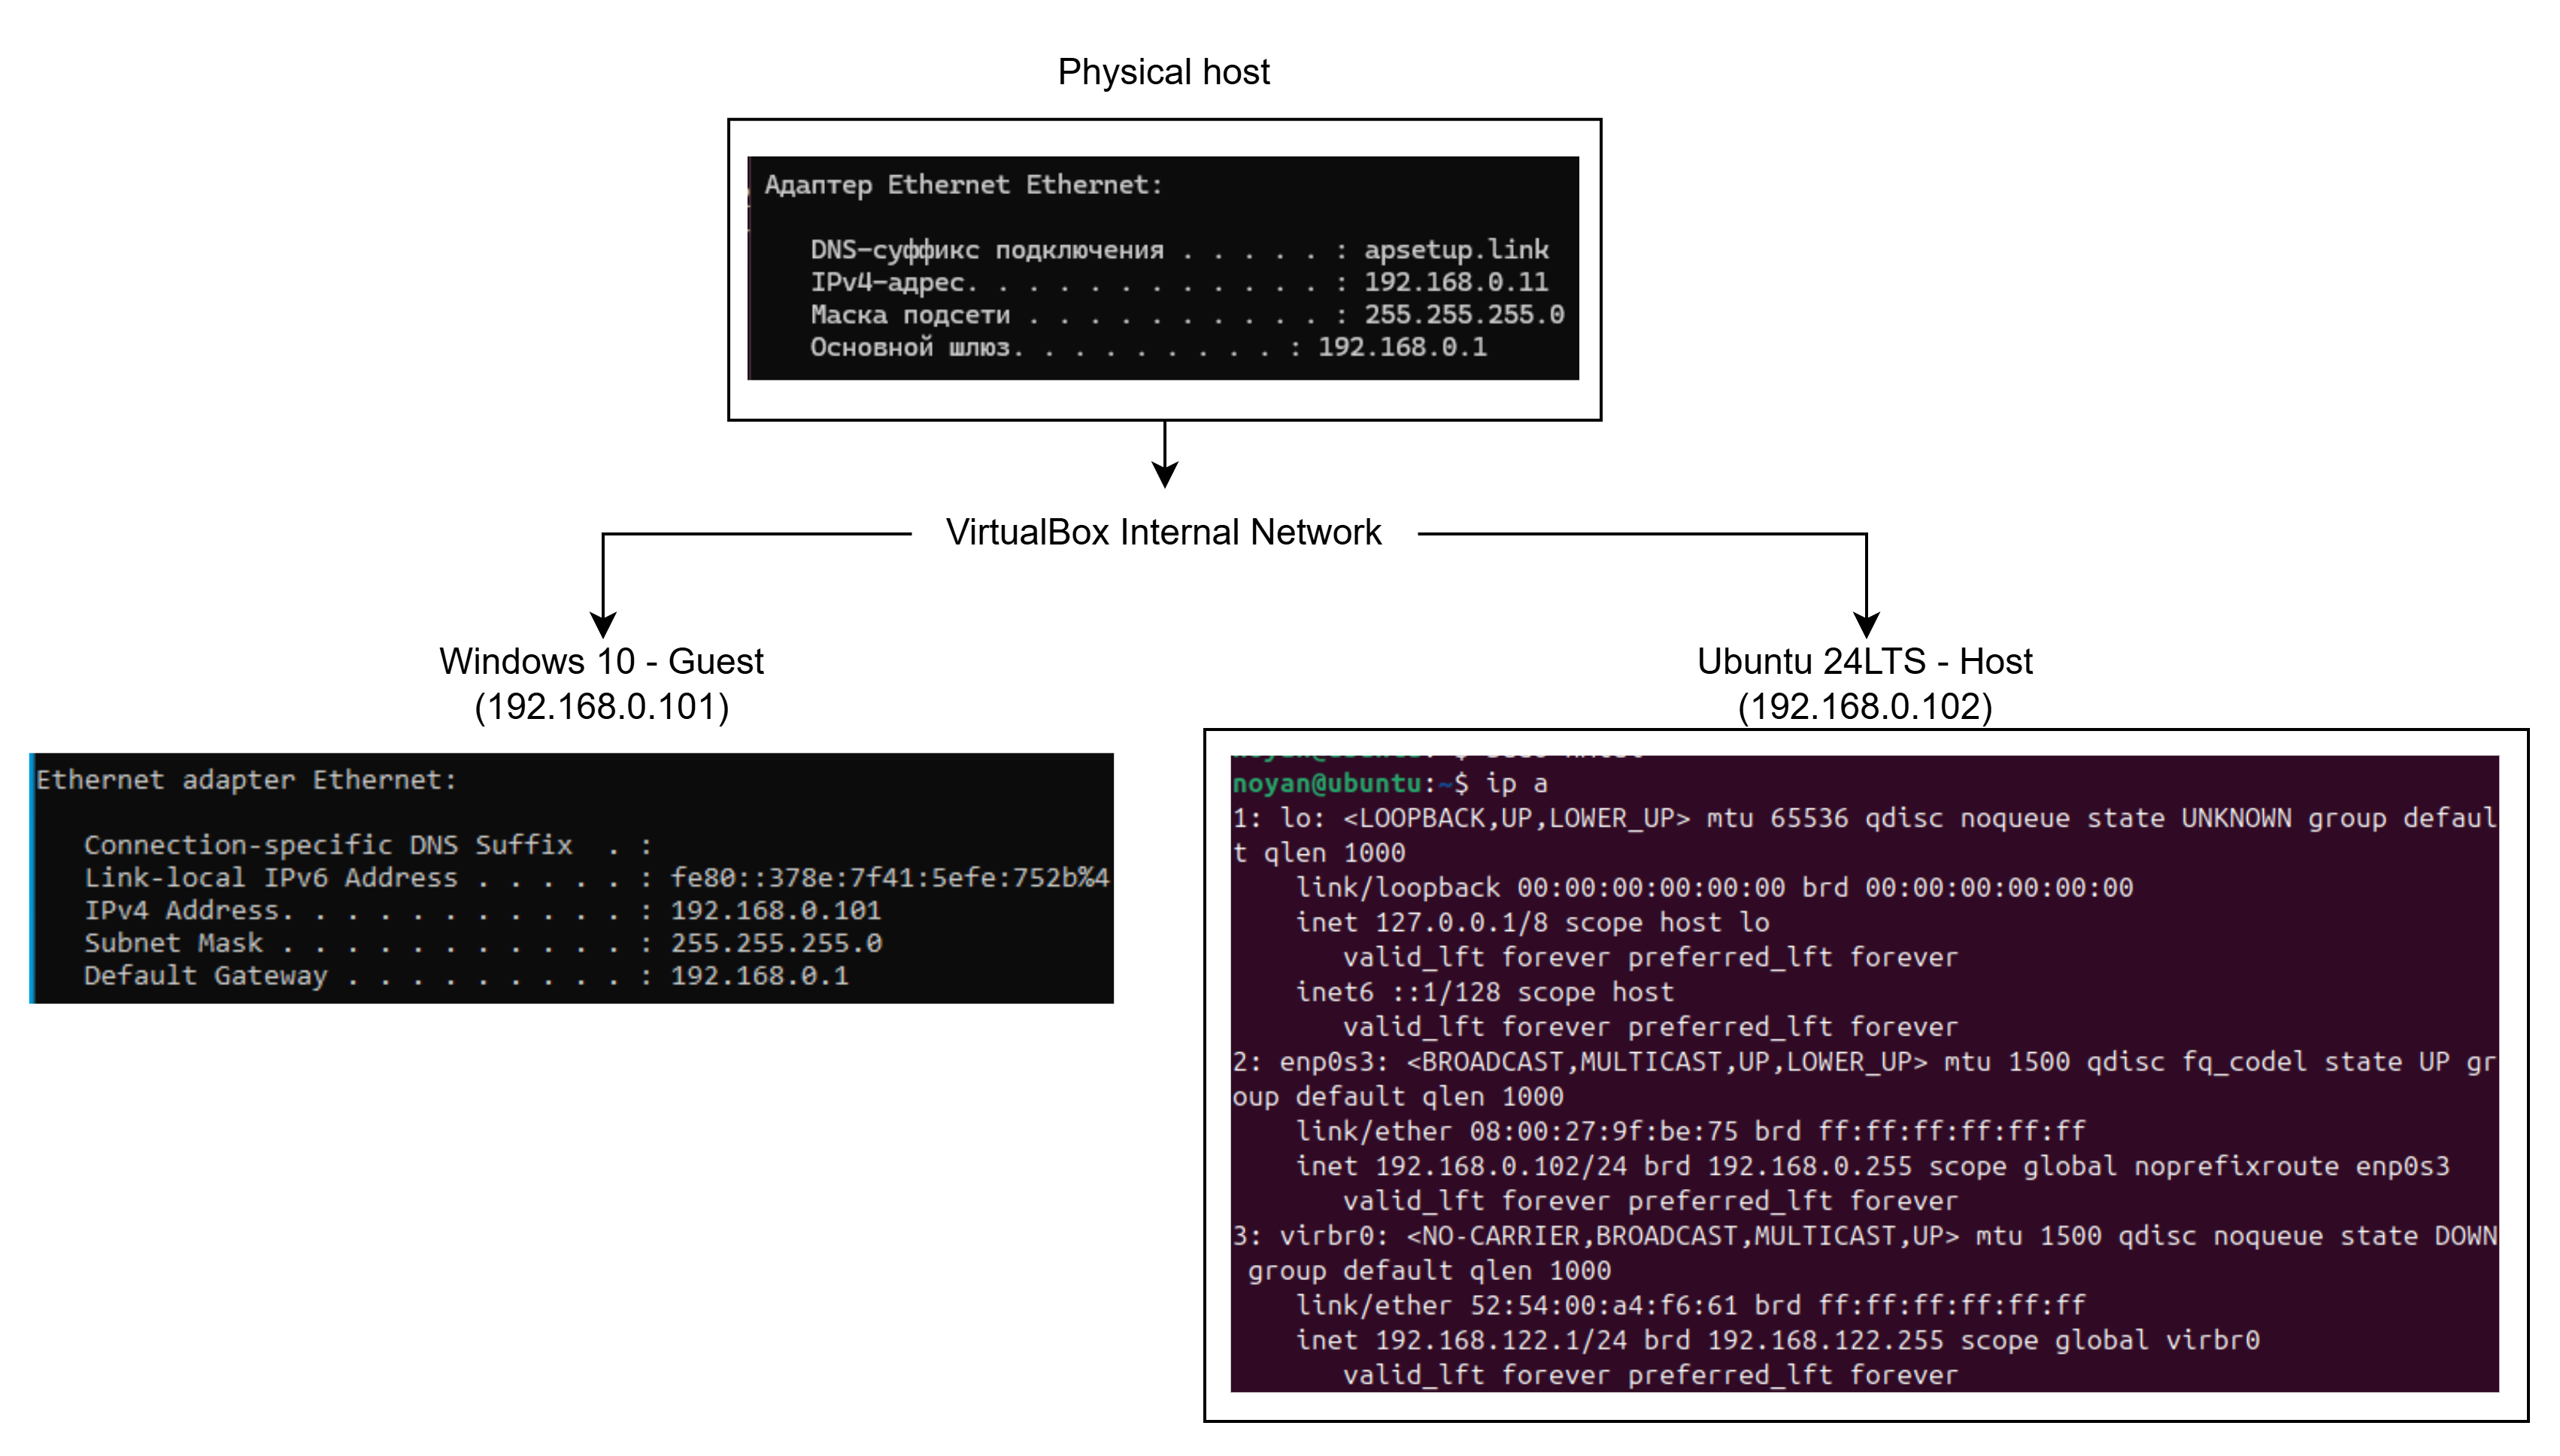 Physical host
Адаптер Ethernet Ethernet:
DNS-суффикс подключения . . . . . : apsetup.link
IPv4-адрес. . . . . . . . . . . . : 192.168.0.11
Маска подсети . . . . . . . . . . : 255.255.255.0
Основной шлюз. . . . . . . . . : 192.168.0.1
VirtualBox Internal Network
Windows 10 - Guest
(192.168.0.101)
Ethernet adapter Ethernet:
Connection-specific DNS Suffix  . :
Link-local IPv6 Address . . . . . : fe80::378e:7f41:5efe:752b%4
IPv4 Address. . . . . . . . . . . : 192.168.0.101
Subnet Mask . . . . . . . . . . . : 255.255.255.0
Default Gateway . . . . . . . . . : 192.168.0.1
Ubuntu 24LTS - Host
(192.168.0.102)
noyan@ubuntu:~$ ip a
1: lo: <LOOPBACK,UP,LOWER_UP> mtu 65536 qdisc noqueue state UNKNOWN group defaul
t qlen 1000
link/loopback 00:00:00:00:00:00 brd 00:00:00:00:00:00
inet 127.0.0.1/8 scope host lo
valid_lft forever preferred_lft forever
inet6 ::1/128 scope host
valid_lft forever preferred_lft forever
2: enp0s3: <BROADCAST,MULTICAST,UP,LOWER_UP> mtu 1500 qdisc fq_codel state UP gr
oup default qlen 1000
link/ether 08:00:27:9f:be:75 brd ff:ff:ff:ff:ff:ff
inet 192.168.0.102/24 brd 192.168.0.255 scope global noprefixroute enp0s3
valid_lft forever preferred_lft forever
3: virbr0: <NO-CARRIER,BROADCAST,MULTICAST,UP> mtu 1500 qdisc noqueue state DOWN
group default qlen 1000
link/ether 52:54:00:a4:f6:61 brd ff:ff:ff:ff:ff:ff
inet 192.168.122.1/24 brd 192.168.122.255 scope global virbr0
valid_lft forever preferred_lft forever